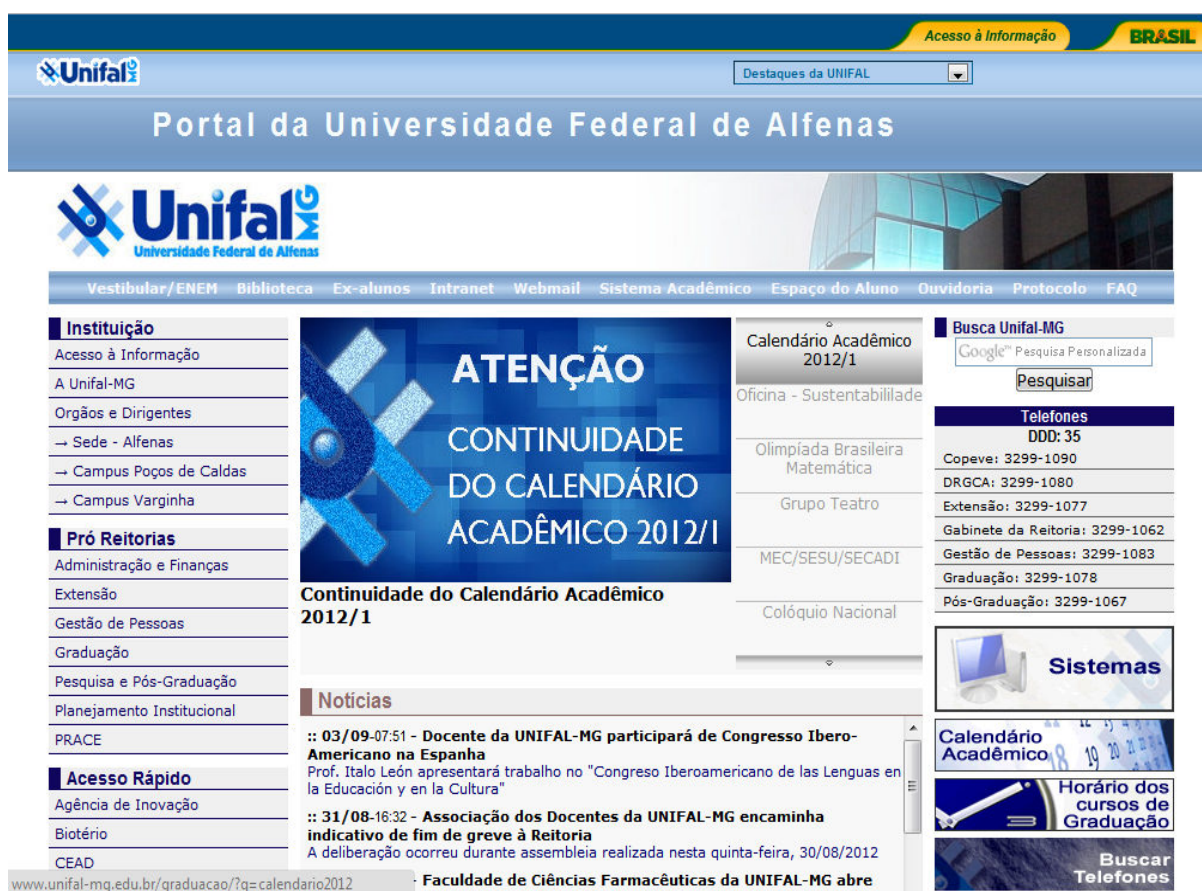 Acesso à Informação
BRASIL
Unifal MG
Destaques da UNIFAL
Portal da Universidade Federal de Alfenas
Unifal MG
Universidade Federal de Alfenas
Vestibular/ENEM Biblioteca Ex-alunos Intranet Webmail Sistema Acadêmico Espaço do Aluno Ouvidoria Protocolo FAQ
Instituição
Acesso à Informação
A Unifal-MG
Orgãos e Dirigentes
→ Sede - Alfenas
→ Campus Poços de Caldas
→ Campus Varginha
Pró Reitorias
Administração e Finanças
Extensão
Gestão de Pessoas
Graduação
Pesquisa e Pós-Graduação
Planejamento Institucional
PRACE
Acesso Rápido
Agência de Inovação
Biotério
CEAD
www.unifal-mg.edu.br/graduacao/?q=calendario2012
ATENÇÃO
CONTINUIDADE
DO CALENDÁRIO
ACADÊMICO 2012/1
Continuidade do Calendário Acadêmico
2012/1
Calendário Acadêmico
2012/1
Oficina - Sustentabililade
Olimpíada Brasileira
Matemática
Grupo Teatro
MEC/SESU/SECADI
Colóquio Nacional
Notícias
:: 03/09-07:51 - Docente da UNIFAL-MG participará de Congresso Ibero-
Americano na Espanha
Prof. Italo León apresentará trabalho no "Congreso Iberoamericano de las Lenguas en
la Educación y en la Cultura"
:: 31/08-16:32 - Associação dos Docentes da UNIFAL-MG encaminha
indicativo de fim de greve à Reitoria
A deliberação ocorreu durante assembleia realizada nesta quinta-feira, 30/08/2012
- Faculdade de Ciências Farmacêuticas da UNIFAL-MG abre
Busca Unifal-MG
Google™ Pesquisa Personalizada
Pesquisar
Telefones
DDD: 35
Copeve: 3299-1090
DRGCA: 3299-1080
Extensão: 3299-1077
Gabinete da Reitoria: 3299-1062
Gestão de Pessoas: 3299-1083
Graduação: 3299-1078
Pós-Graduação: 3299-1067
Sistemas
Calendário
Acadêmico
18 19 20 21
Horário dos
cursos de
Graduação
Buscar
Telefones